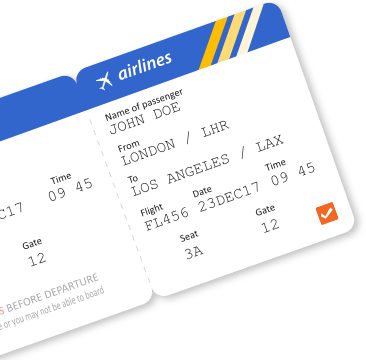 airlines
Name of passenger
JOHN DOE
From
LONDON / LHR
To
LOS ANGELES / LAX
Flight Date Time
FL456 23DEC17 09 45
Seat Gate
3A 12
Time
C17 09 45
Gate
12
BEFORE DEPARTURE
or you may not be able to board